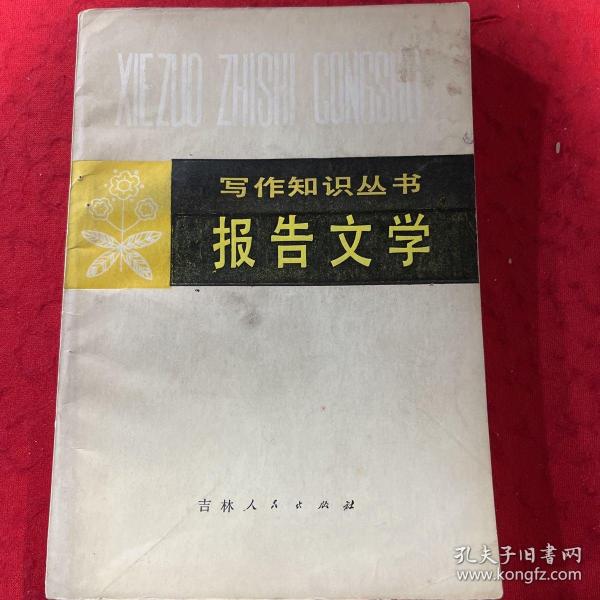 XIEZUO ZHISHI CONGSHU
写作知识丛书
报告文学
吉林人民出版社
孔夫子旧书网
www.kongfz.com